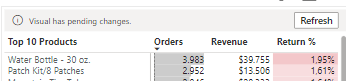 Visual has pending changes. Refresh
Top 10 Products Orders Revenue Return %
Water Bottle - 30 oz. 3.983 $39.755 1.95%
Patch Kit/8 Patches 2.952 $13.506 1.61%